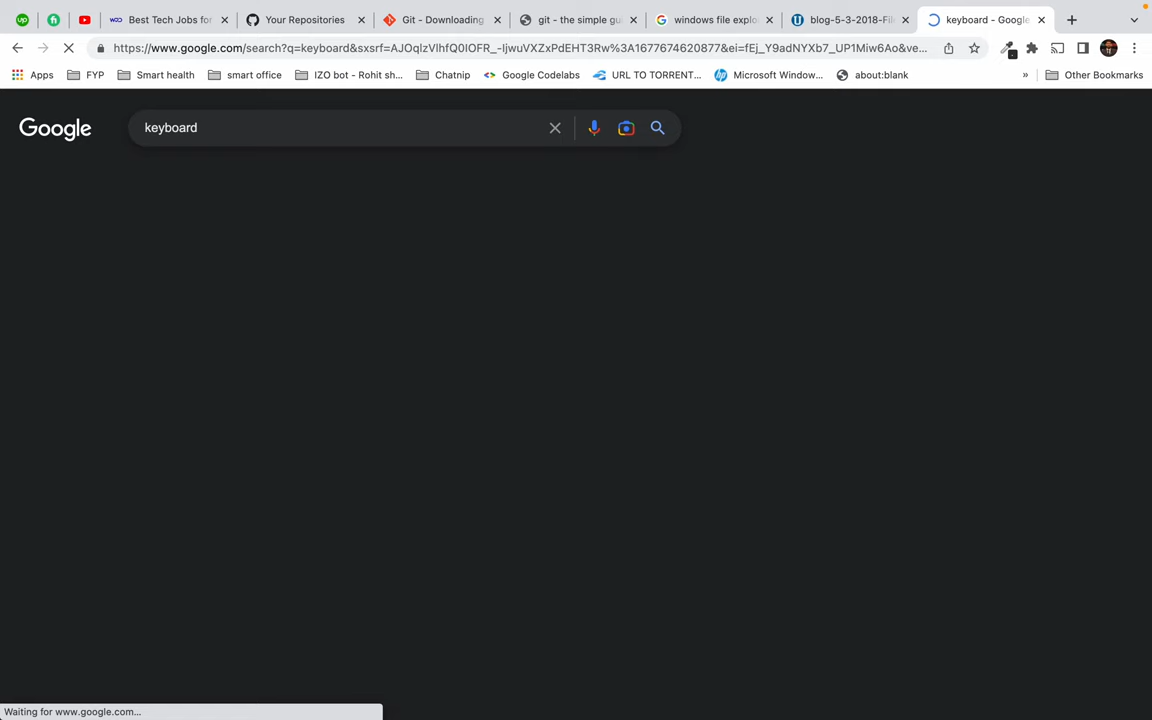 up
Best Tech Jobs for
Your Repositories
Git - Downloading
git - the simple gu
windows file explo
blog-5-3-2018-Fil
keyboard - Google
https://www.google.com/search?q=keyboard&sxsrf=AJOqlzVlhfQ0IOFR_-ljwuVXZxPdEHT3Rw%3A1677674620877&ei=fEj_Y9adNYXb7_UP1Miw6Ao&ve...
Apps
FYP
Smart health
smart office
IZO bot - Rohit sh...
Chatnip
Google Codelabs
URL TO TORRENT...
Microsoft Window...
about:blank
»
Other Bookmarks
Google
keyboard
Waiting for www.google.com...